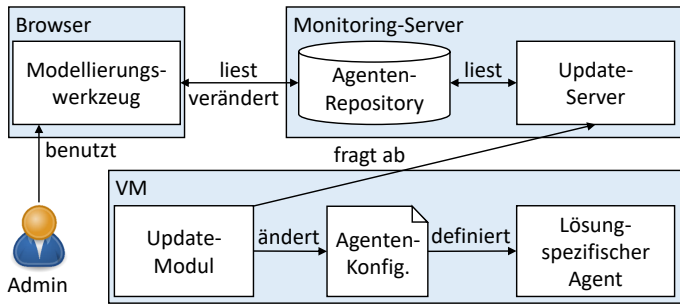 Browser
Modellierungs-
werkzeug
liest
verändert
Monitoring-Server
Agenten-
Repository
liest
Update-
Server
benutzt
fragt ab
Admin
VM
Update-
Modul
ändert
Agenten-
Konfig.
definiert
Lösung-
spezifischer
Agent